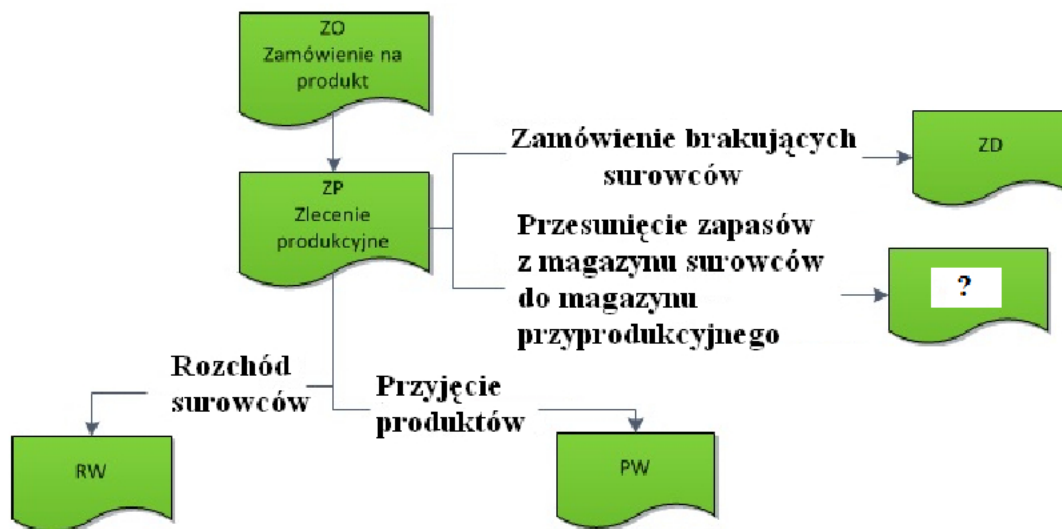 ZO
Zamówienie na
produkt
Zamówienie brakujących
surowców
ZD
ZP
Zlecenie
produkcyjne
Przesunięcie zapasów
z magazynu surowców
do magazynu
przyprodukcyjnego
?
Rozchód
surowców
Przyjęcie
produktów
RW
PW